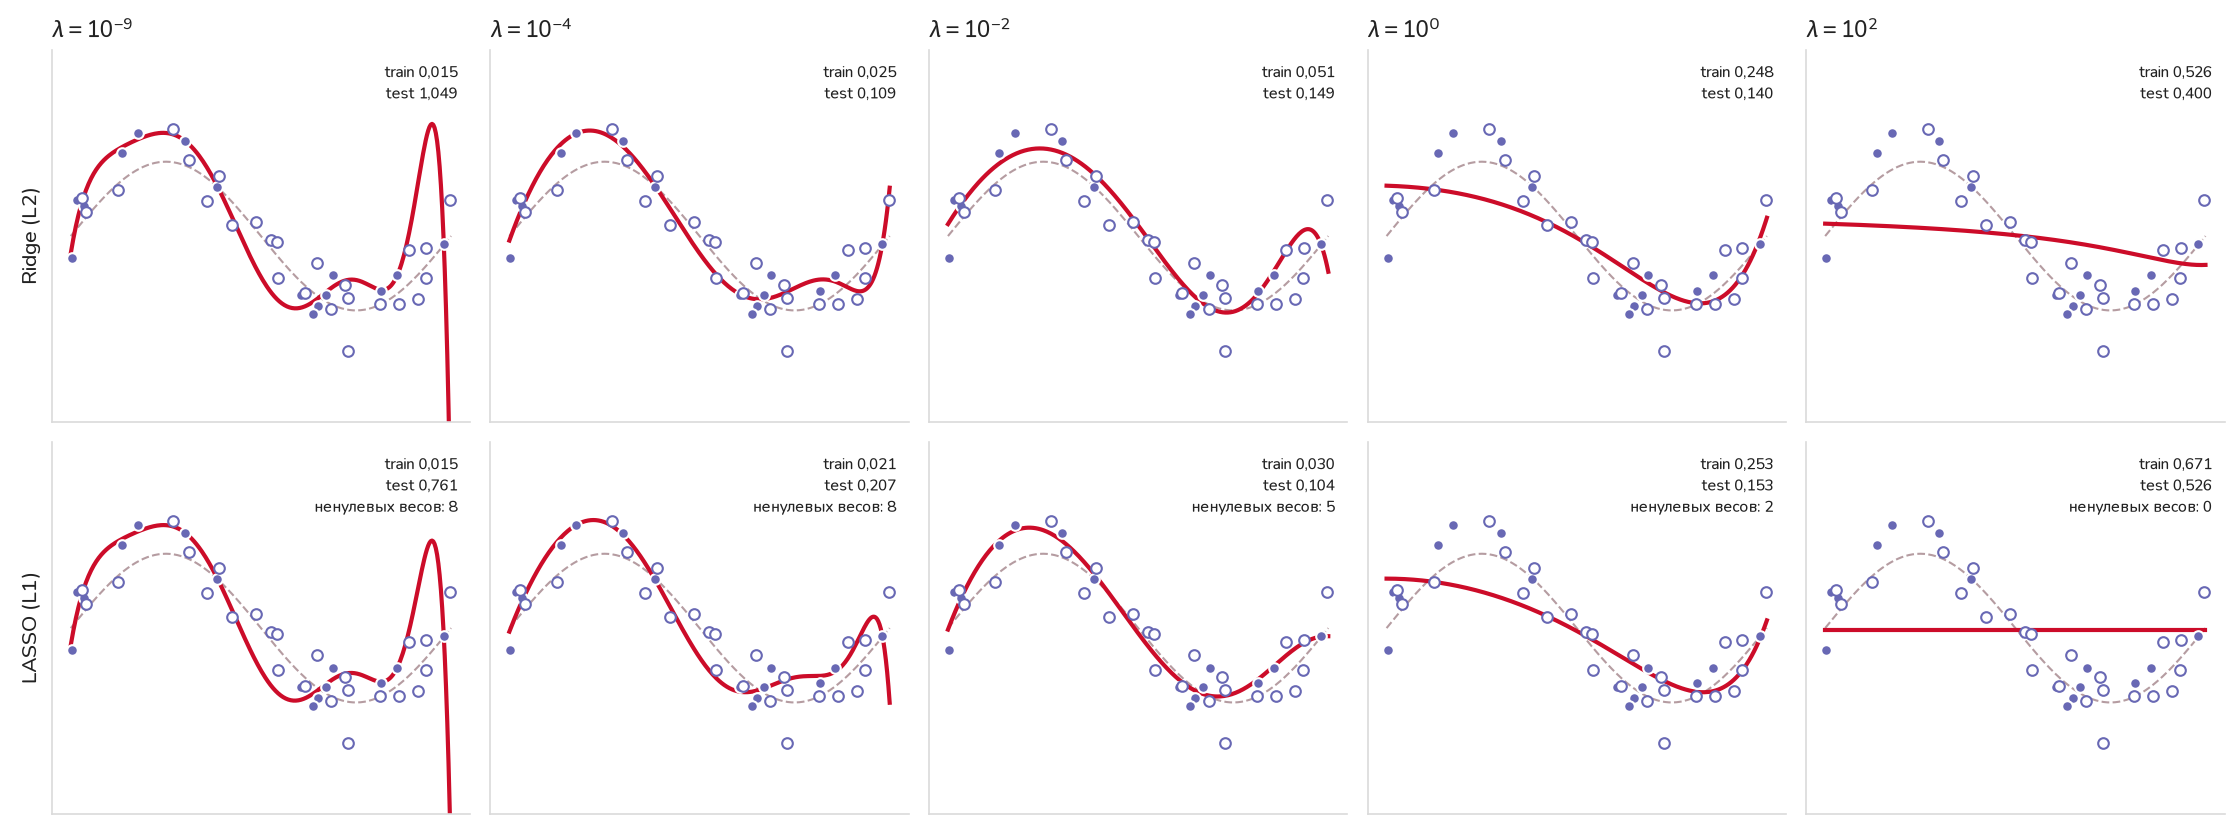 λ = 10⁻⁹
λ = 10⁻⁴
λ = 10⁻²
λ = 10⁰
λ = 10²
Ridge (L2)
train 0,015
test 1,049
train 0,025
test 0,109
train 0,051
test 0,149
train 0,248
test 0,140
train 0,526
test 0,400
LASSO (L1)
train 0,015
test 0,761
ненулевых весов: 8
train 0,021
test 0,207
ненулевых весов: 8
train 0,030
test 0,104
ненулевых весов: 5
train 0,253
test 0,153
ненулевых весов: 2
train 0,671
test 0,526
ненулевых весов: 0